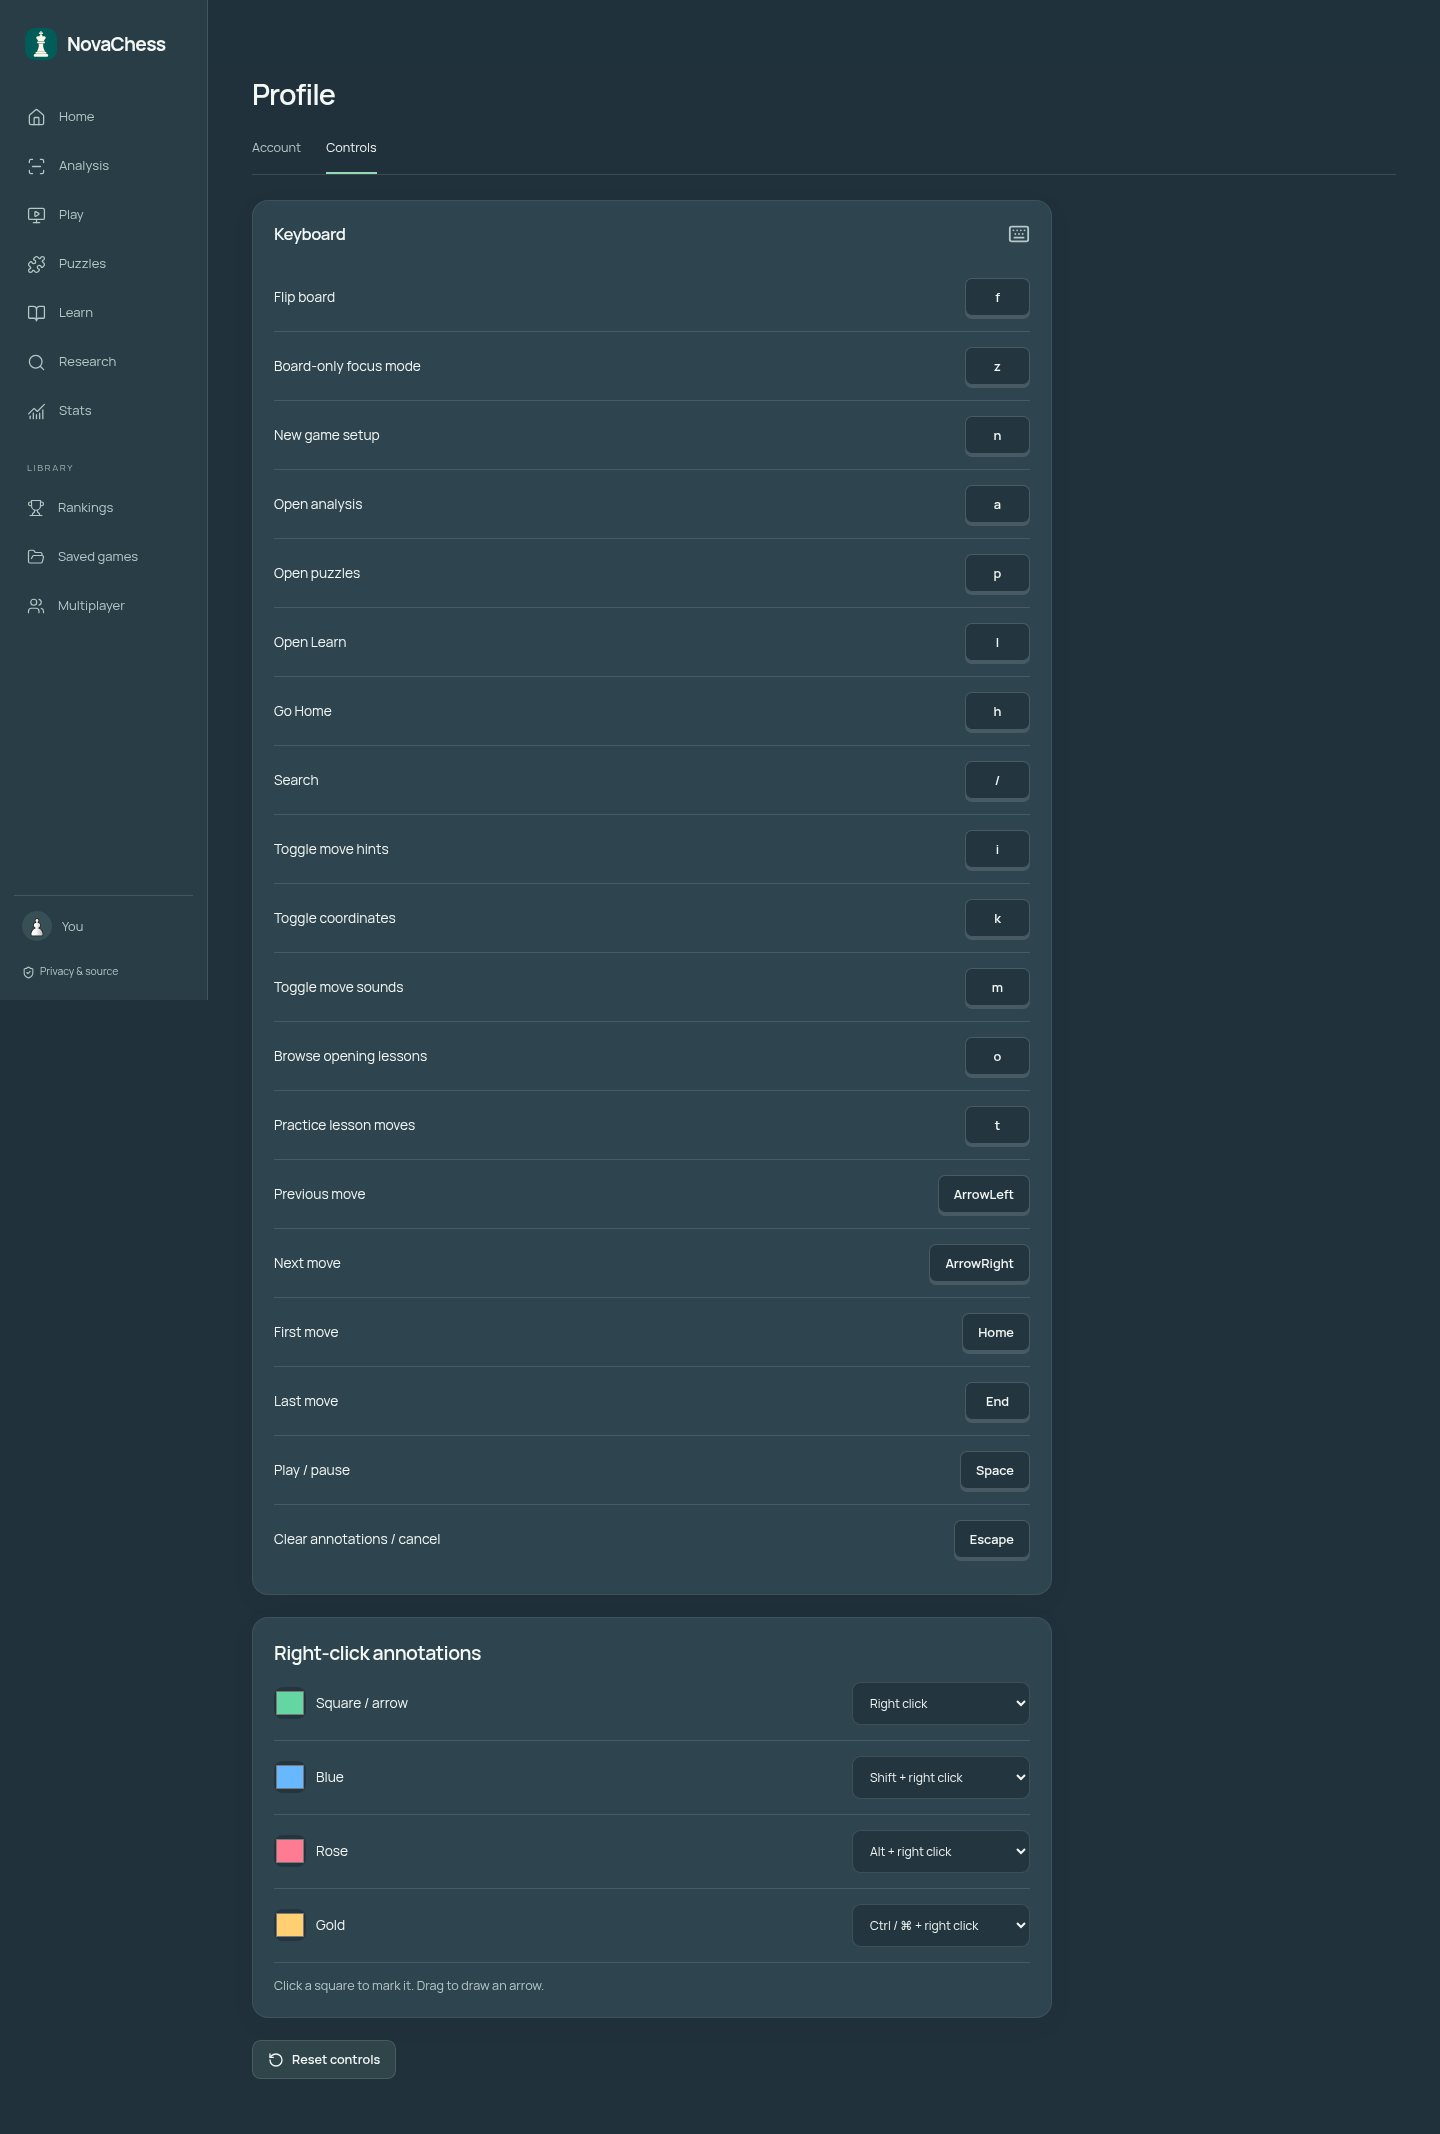 NovaChess
Home
Analysis
Play
Puzzles
Learn
Research
Stats
LIBRARY
Rankings
Saved games
Multiplayer
You
Privacy & source
Profile
Account Controls
Keyboard
Flip board f
Board-only focus mode z
New game setup n
Open analysis a
Open puzzles p
Open Learn l
Go Home h
Search /
Toggle move hints i
Toggle coordinates k
Toggle move sounds m
Browse opening lessons o
Practice lesson moves t
Previous move ArrowLeft
Next move ArrowRight
First move Home
Last move End
Play / pause Space
Clear annotations / cancel Escape
Right-click annotations
Square / arrow Right click
Blue Shift + right click
Rose Alt + right click
Gold Ctrl / ⌘ + right click
Click a square to mark it. Drag to draw an arrow.
Reset controls